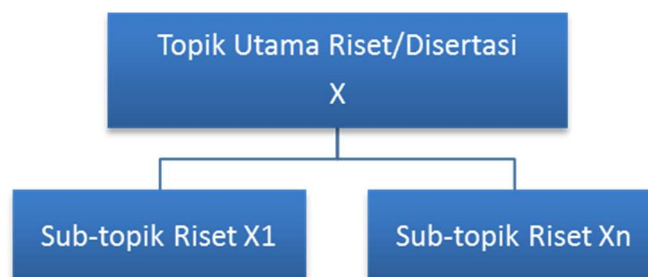 Topik Utama Riset/Disertasi
X
Sub-topik Riset X1
Sub-topik Riset Xn